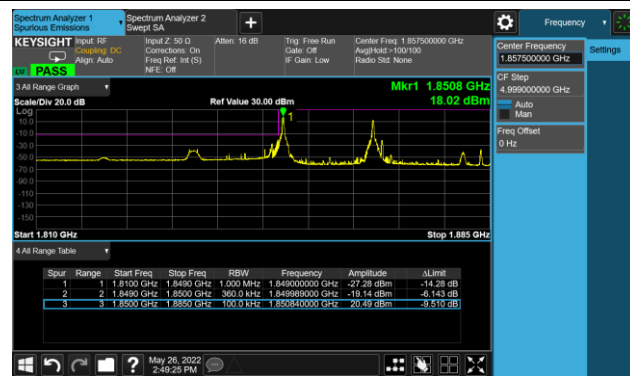 Spectrum Analyzer 1
Spurious Emissions
Spectrum Analyzer 2
Swept SA
Frequency
KEYSIGHT
Input: RF
Coupling: DC
Align: Auto
Input Z: 50 Ω
Corrections: On
Freq Ref: Int (S)
NFE: Off
Atten: 16 dB
Trig: Free Run
Gate: Off
IF Gain: Low
Center Freq: 1.857500000 GHz
Avg|Hold:>100/100
Radio Std: None
PASS
Center Frequency
1.857500000 GHz
Settings
CF Step
4.999000000 GHz
Auto
Man
Freq Offset
0 Hz
3 All Range Graph
Mkr1 1.8508 GHz
Scale/Div 20.0 dB
Ref Value 30.00 dBm
18.02 dBm
Log
1
10.0
-10.0
-30.0
-50.0
-70.0
-90.0
-110
-130
-150
Start 1.810 GHz
Stop 1.885 GHz
4 All Range Table
Spur Range Start Freq Stop Freq RBW Frequency Amplitude ΔLimit
1 1 1.8100 GHz 1.8490 GHz 1.000 MHz 1.849000000 GHz -27.28 dBm -14.28 dB
2 2 1.8490 GHz 1.8500 GHz 360.0 kHz 1.849989000 GHz -19.14 dBm -6.143 dB
3 3 1.8500 GHz 1.8850 GHz 100.0 kHz 1.850840000 GHz 20.49 dBm -9.510 dB
May 26, 2022
2:49:25 PM